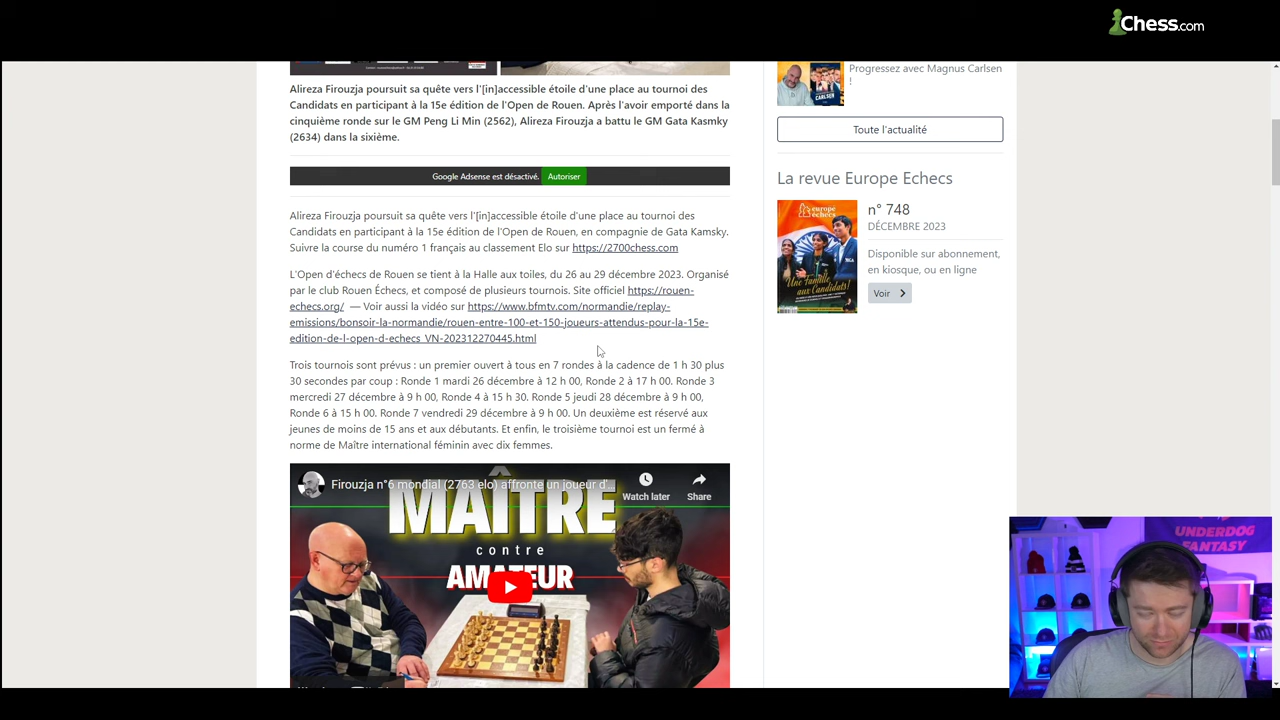 Chess.com
Progressez avec Magnus Carlsen
!
Toute l'actualité
La revue Europe Echecs
n° 748
DÉCEMBRE 2023
Disponible sur abonnement,
en kiosque, ou en ligne
Voir
europe
échecs
Une famille
aux Candidats!
CARLSEN
Alireza Firouzja poursuit sa quête vers l'[in]accessible étoile d'une place au tournoi des
Candidats en participant à la 15e édition de l'Open de Rouen. Après l'avoir emporté dans la
cinquième ronde sur le GM Peng Li Min (2562), Alireza Firouzja a battu le GM Gata Kasmky
(2634) dans la sixième.
Google Adsense est désactivé. Autoriser
Alireza Firouzja poursuit sa quête vers l'[in]accessible étoile d'une place au tournoi des
Candidats en participant à la 15e édition de l'Open de Rouen, en compagnie de Gata Kamsky.
Suivre la course du numéro 1 français au classement Elo sur https://2700chess.com
L'Open d'échecs de Rouen se tient à la Halle aux toiles, du 26 au 29 décembre 2023. Organisé
par le club Rouen Échecs, et composé de plusieurs tournois. Site officiel https://rouen-
echecs.org/ — Voir aussi la vidéo sur https://www.bfmtv.com/normandie/replay-
emissions/bonsoir-la-normandie/rouen-entre-100-et-150-joueurs-attendus-pour-la-15e-
edition-de-l-open-d-echecs_VN-202312270445.html
Trois tournois sont prévus : un premier ouvert à tous en 7 rondes à la cadence de 1 h 30 plus
30 secondes par coup : Ronde 1 mardi 26 décembre à 12 h 00, Ronde 2 à 17 h 00. Ronde 3
mercredi 27 décembre à 9 h 00, Ronde 4 à 15 h 30. Ronde 5 jeudi 28 décembre à 9 h 00,
Ronde 6 à 15 h 00. Ronde 7 vendredi 29 décembre à 9 h 00. Un deuxième est réservé aux
jeunes de moins de 15 ans et aux débutants. Et enfin, le troisième tournoi est un fermé à
norme de Maître international féminin avec dix femmes.
Firouzja n°6 mondial (2763 elo) affronte un joueur d'...
Watch later
Share
MAÎTRE
contre
AMATEUR
UNDERDOG
FANTASY